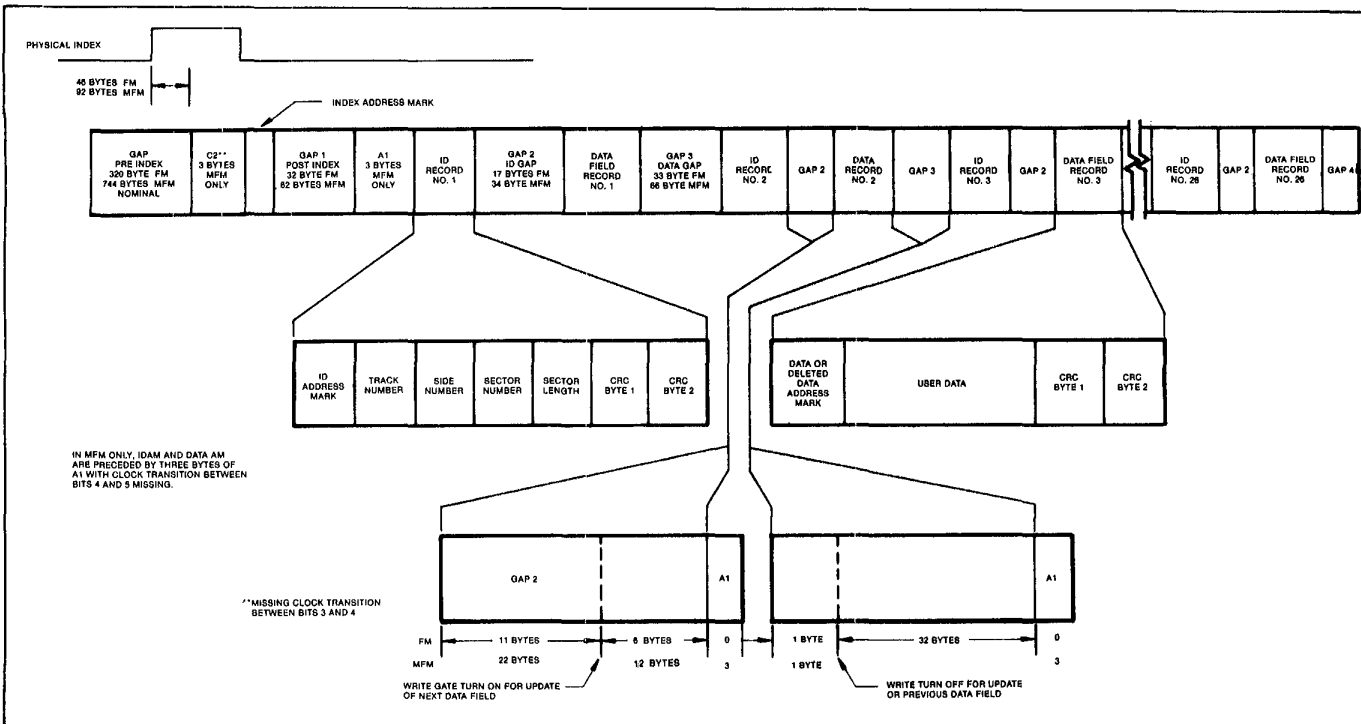 PHYSICAL INDEX
46 BYTES FM
92 BYTES MFM
INDEX ADDRESS MARK
GAP
PRE INDEX
320 BYTE FM
744 BYTES MFM
NOMINAL
C2**
3 BYTES
MFM
ONLY
GAP 1
POST INDEX
32 BYTE FM
62 BYTES MFM
A1
3 BYTES
MFM
ONLY
ID
RECORD
NO. 1
GAP 2
ID GAP
17 BYTES FM
34 BYTE MFM
DATA
FIELD
RECORD
NO. 1
GAP 3
DATA GAP
33 BYTE FM
66 BYTE MFM
ID
RECORD
NO. 2
GAP 2
DATA
RECORD
NO. 2
GAP 3
ID
RECORD
NO. 3
GAP 2
DATA FIELD
RECORD
NO. 3
ID
RECORD
NO. 26
GAP 2
DATA FIELD
RECORD
NO. 26
GAP 4
ID
ADDRESS
MARK
TRACK
NUMBER
SIDE
NUMBER
SECTOR
NUMBER
SECTOR
LENGTH
CRC
BYTE 1
CRC
BYTE 2
DATA OR
DELETED
DATA
ADDRESS
MARK
USER DATA
CRC
BYTE 1
CRC
BYTE 2
IN MFM ONLY, IDAM AND DATA AM
ARE PRECEDED BY THREE BYTES OF
A1 WITH CLOCK TRANSITION BETWEEN
BITS 4 AND 5 MISSING.
GAP 2
A1
A1
**MISSING CLOCK TRANSITION
BETWEEN BITS 3 AND 4
FM 11 BYTES 6 BYTES 0 1 BYTE 32 BYTES 0
MFM 22 BYTES 12 BYTES 3 1 BYTE 3
WRITE GATE TURN ON FOR UPDATE
OF NEXT DATA FIELD
WRITE TURN OFF FOR UPDATE
OR PREVIOUS DATA FIELD